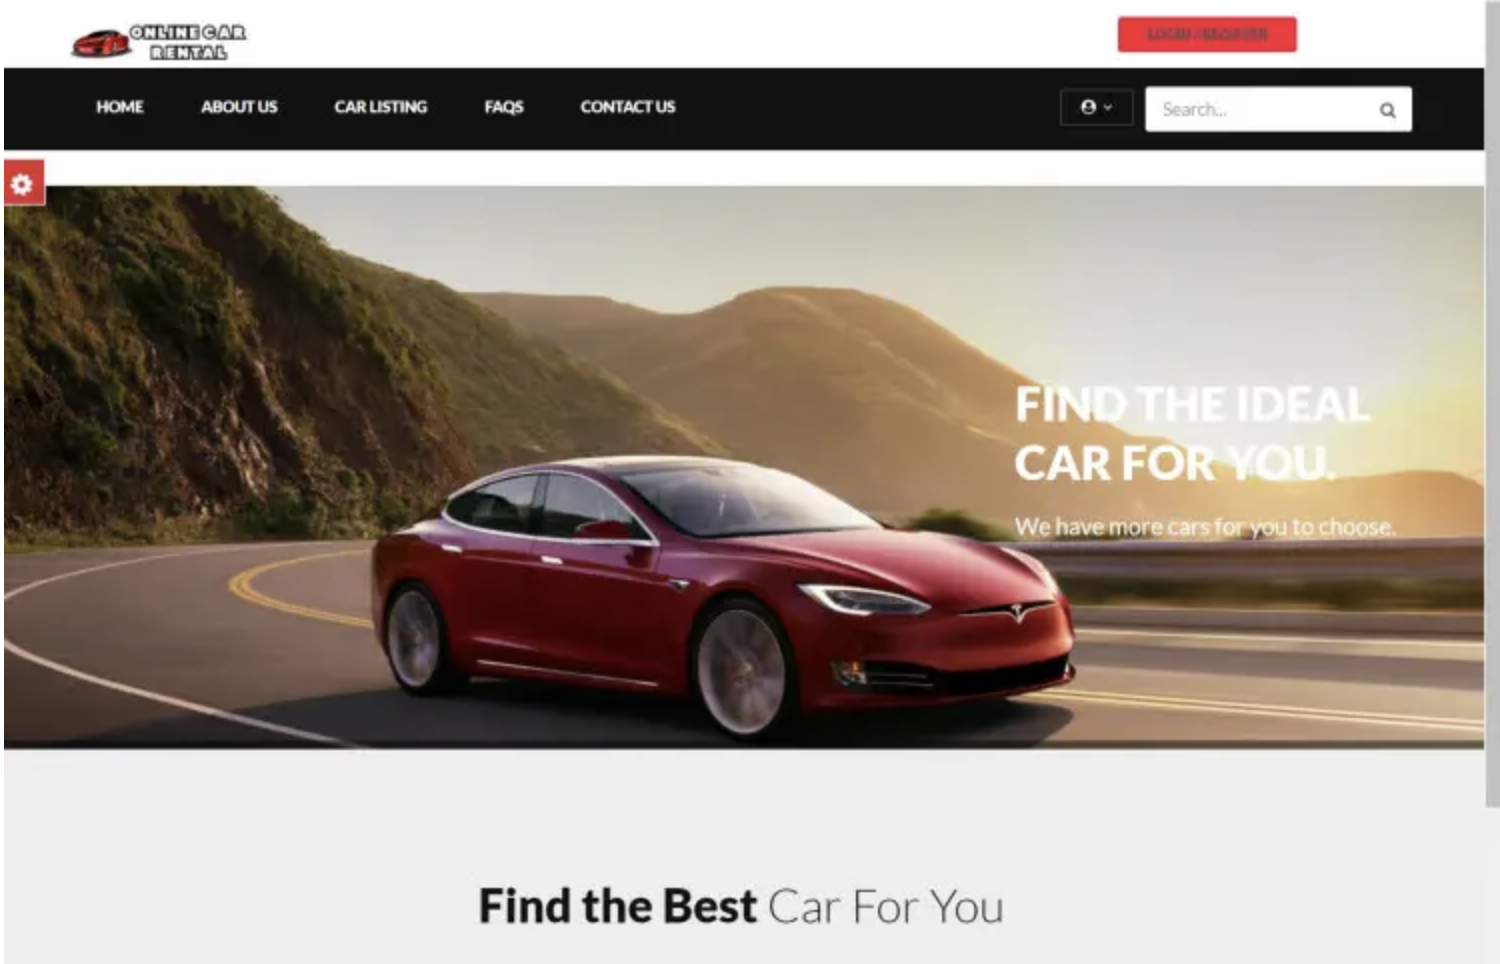 ONLINE CAR
RENTAL
LOGIN / REGISTER
HOME ABOUT US CAR LISTING FAQS CONTACT US Search...
FIND THE IDEAL
CAR FOR YOU.
We have more cars for you to choose.
Find the Best Car For You